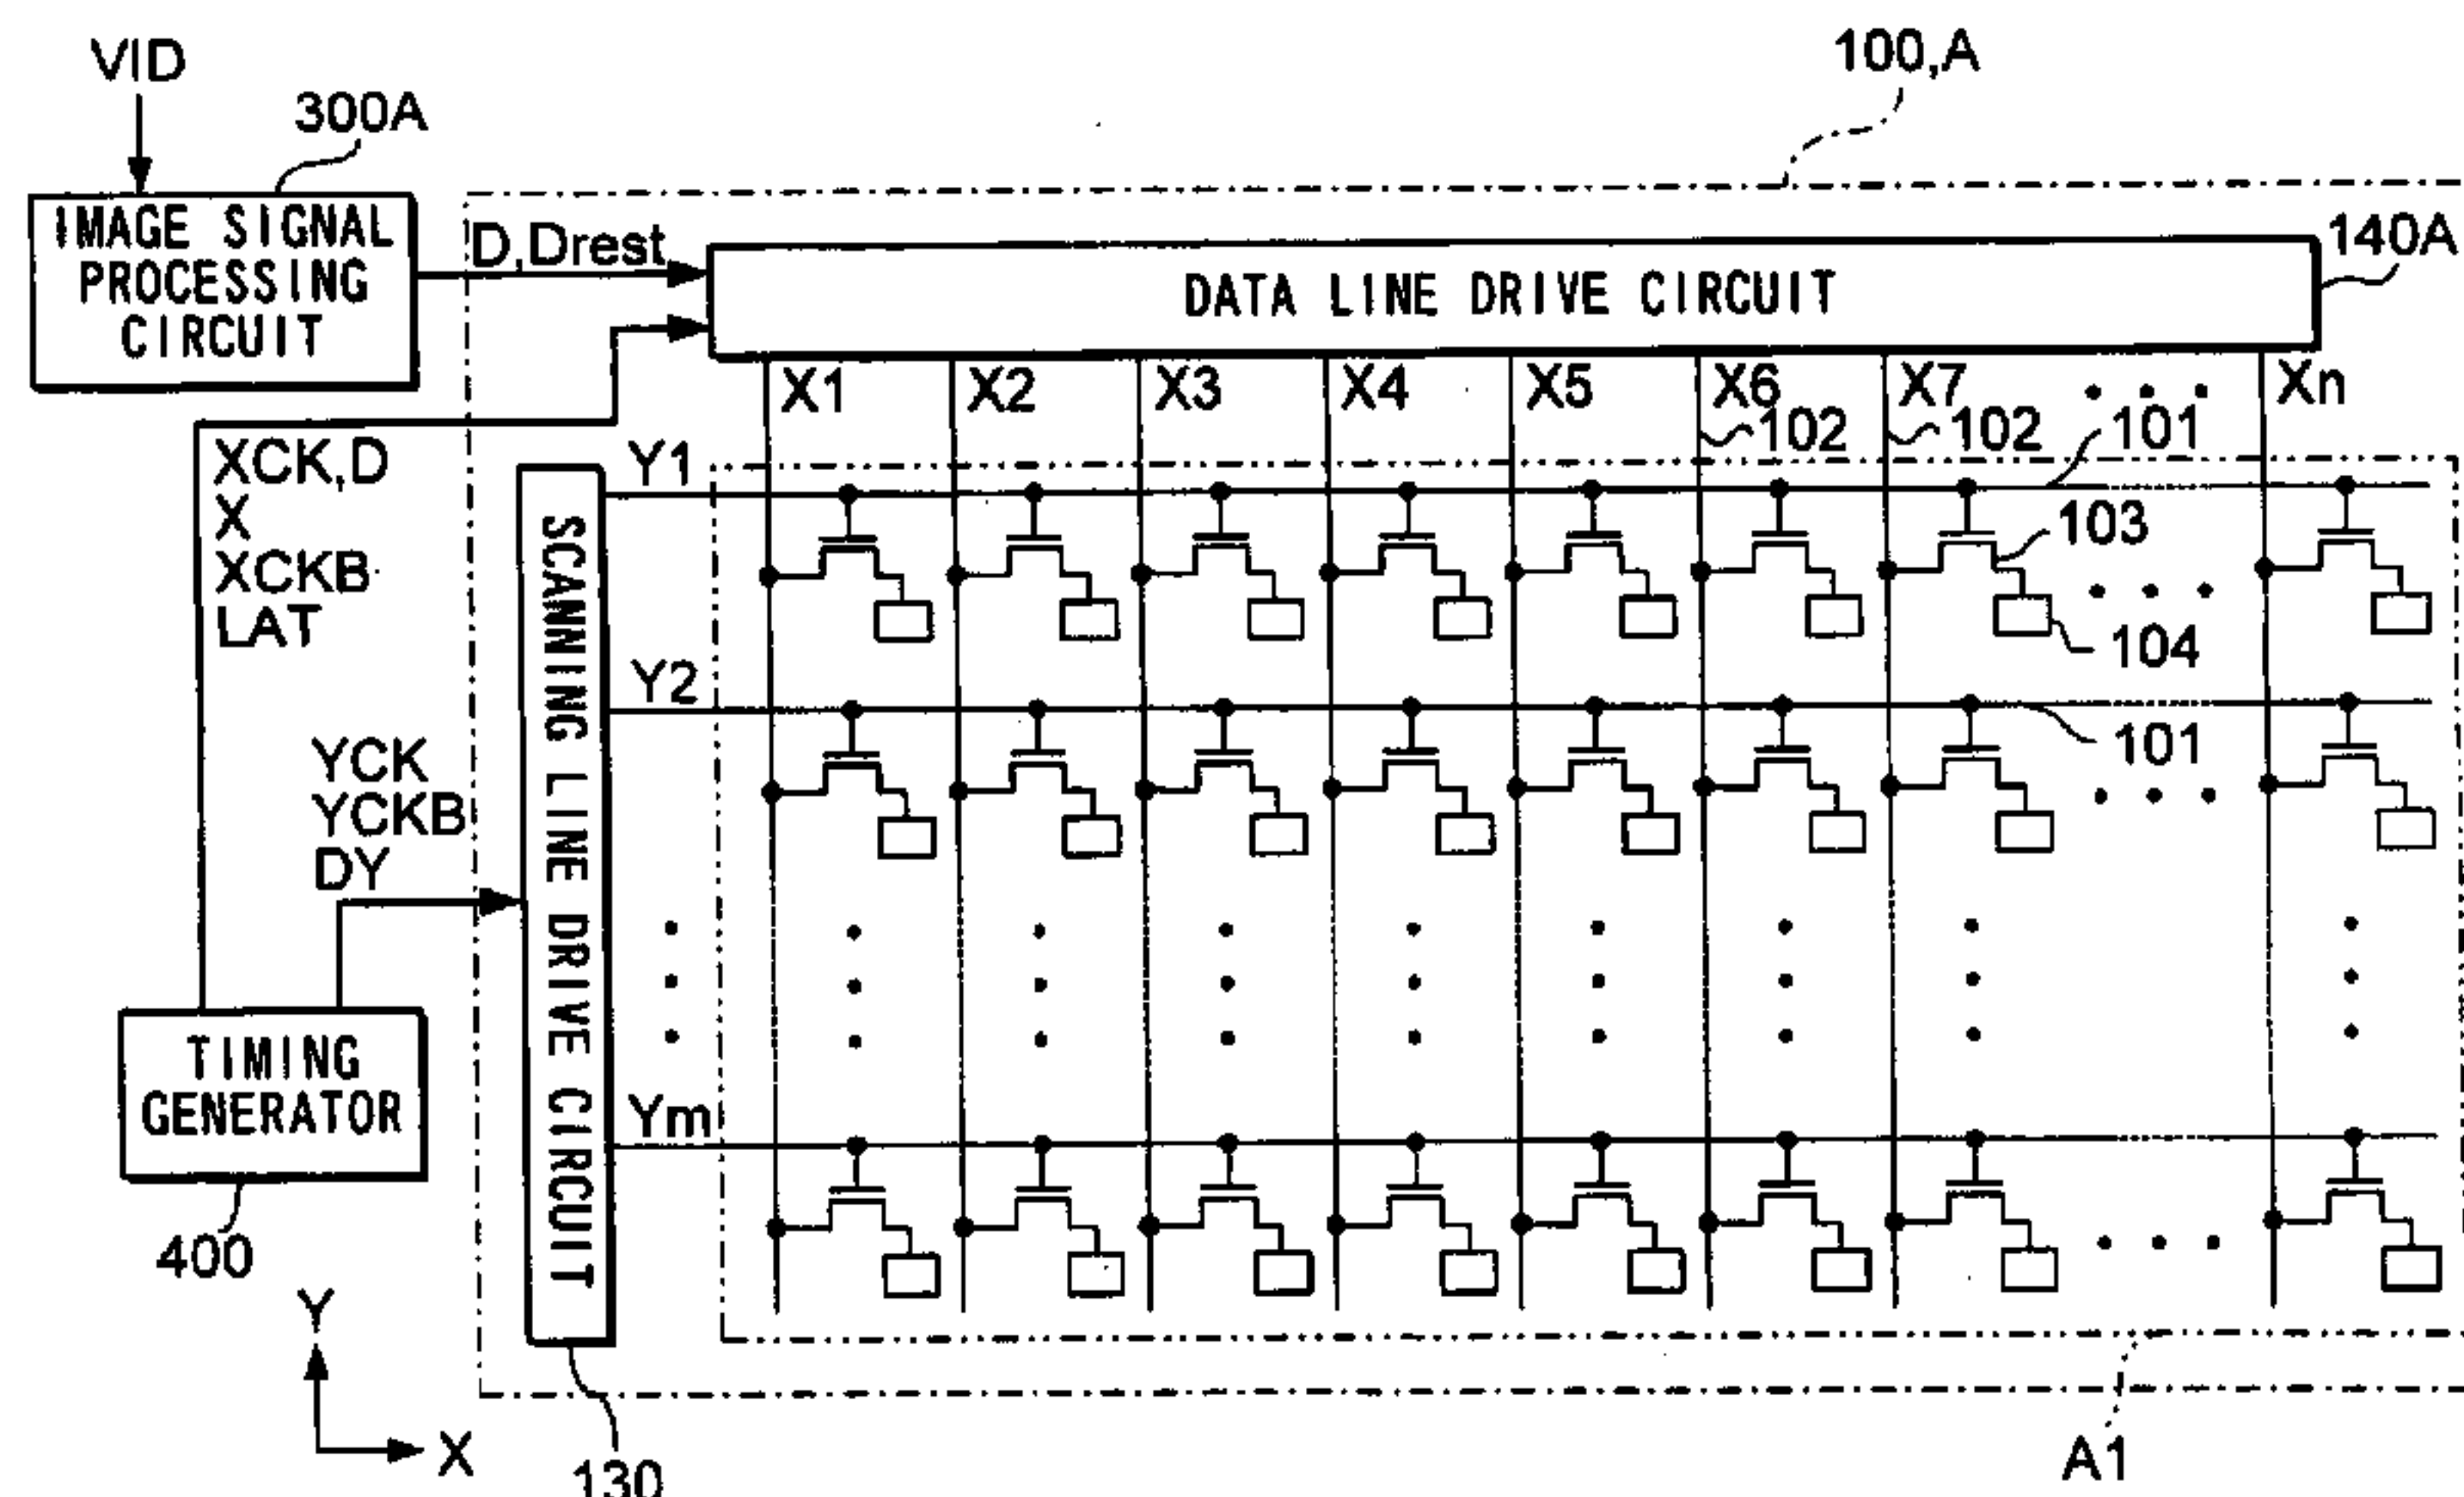 VID
300A
100,A
IMAGE SIGNAL
PROCESSING
CIRCUIT
D,Drest
140A
DATA LINE DRIVE CIRCUIT
X1
X2
X3
X4
X5
X6
X7
Xn
102
102
101
XCK,D
X
XCKB
LAT
Y1
103
104
Y2
101
YCK
YCKB
DY
SCANNING LINE DRIVE CIRCUIT
TIMING
GENERATOR
Ym
400
Y
X
130
A1